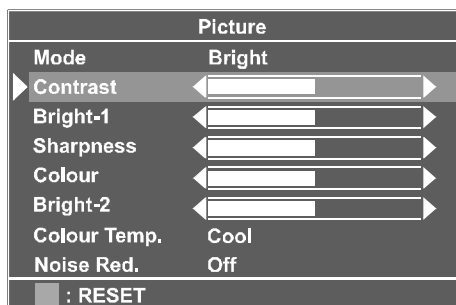 Picture
Mode Bright
Contrast
Bright-1
Sharpness
Colour
Bright-2
Colour Temp. Cool
Noise Red. Off
: RESET